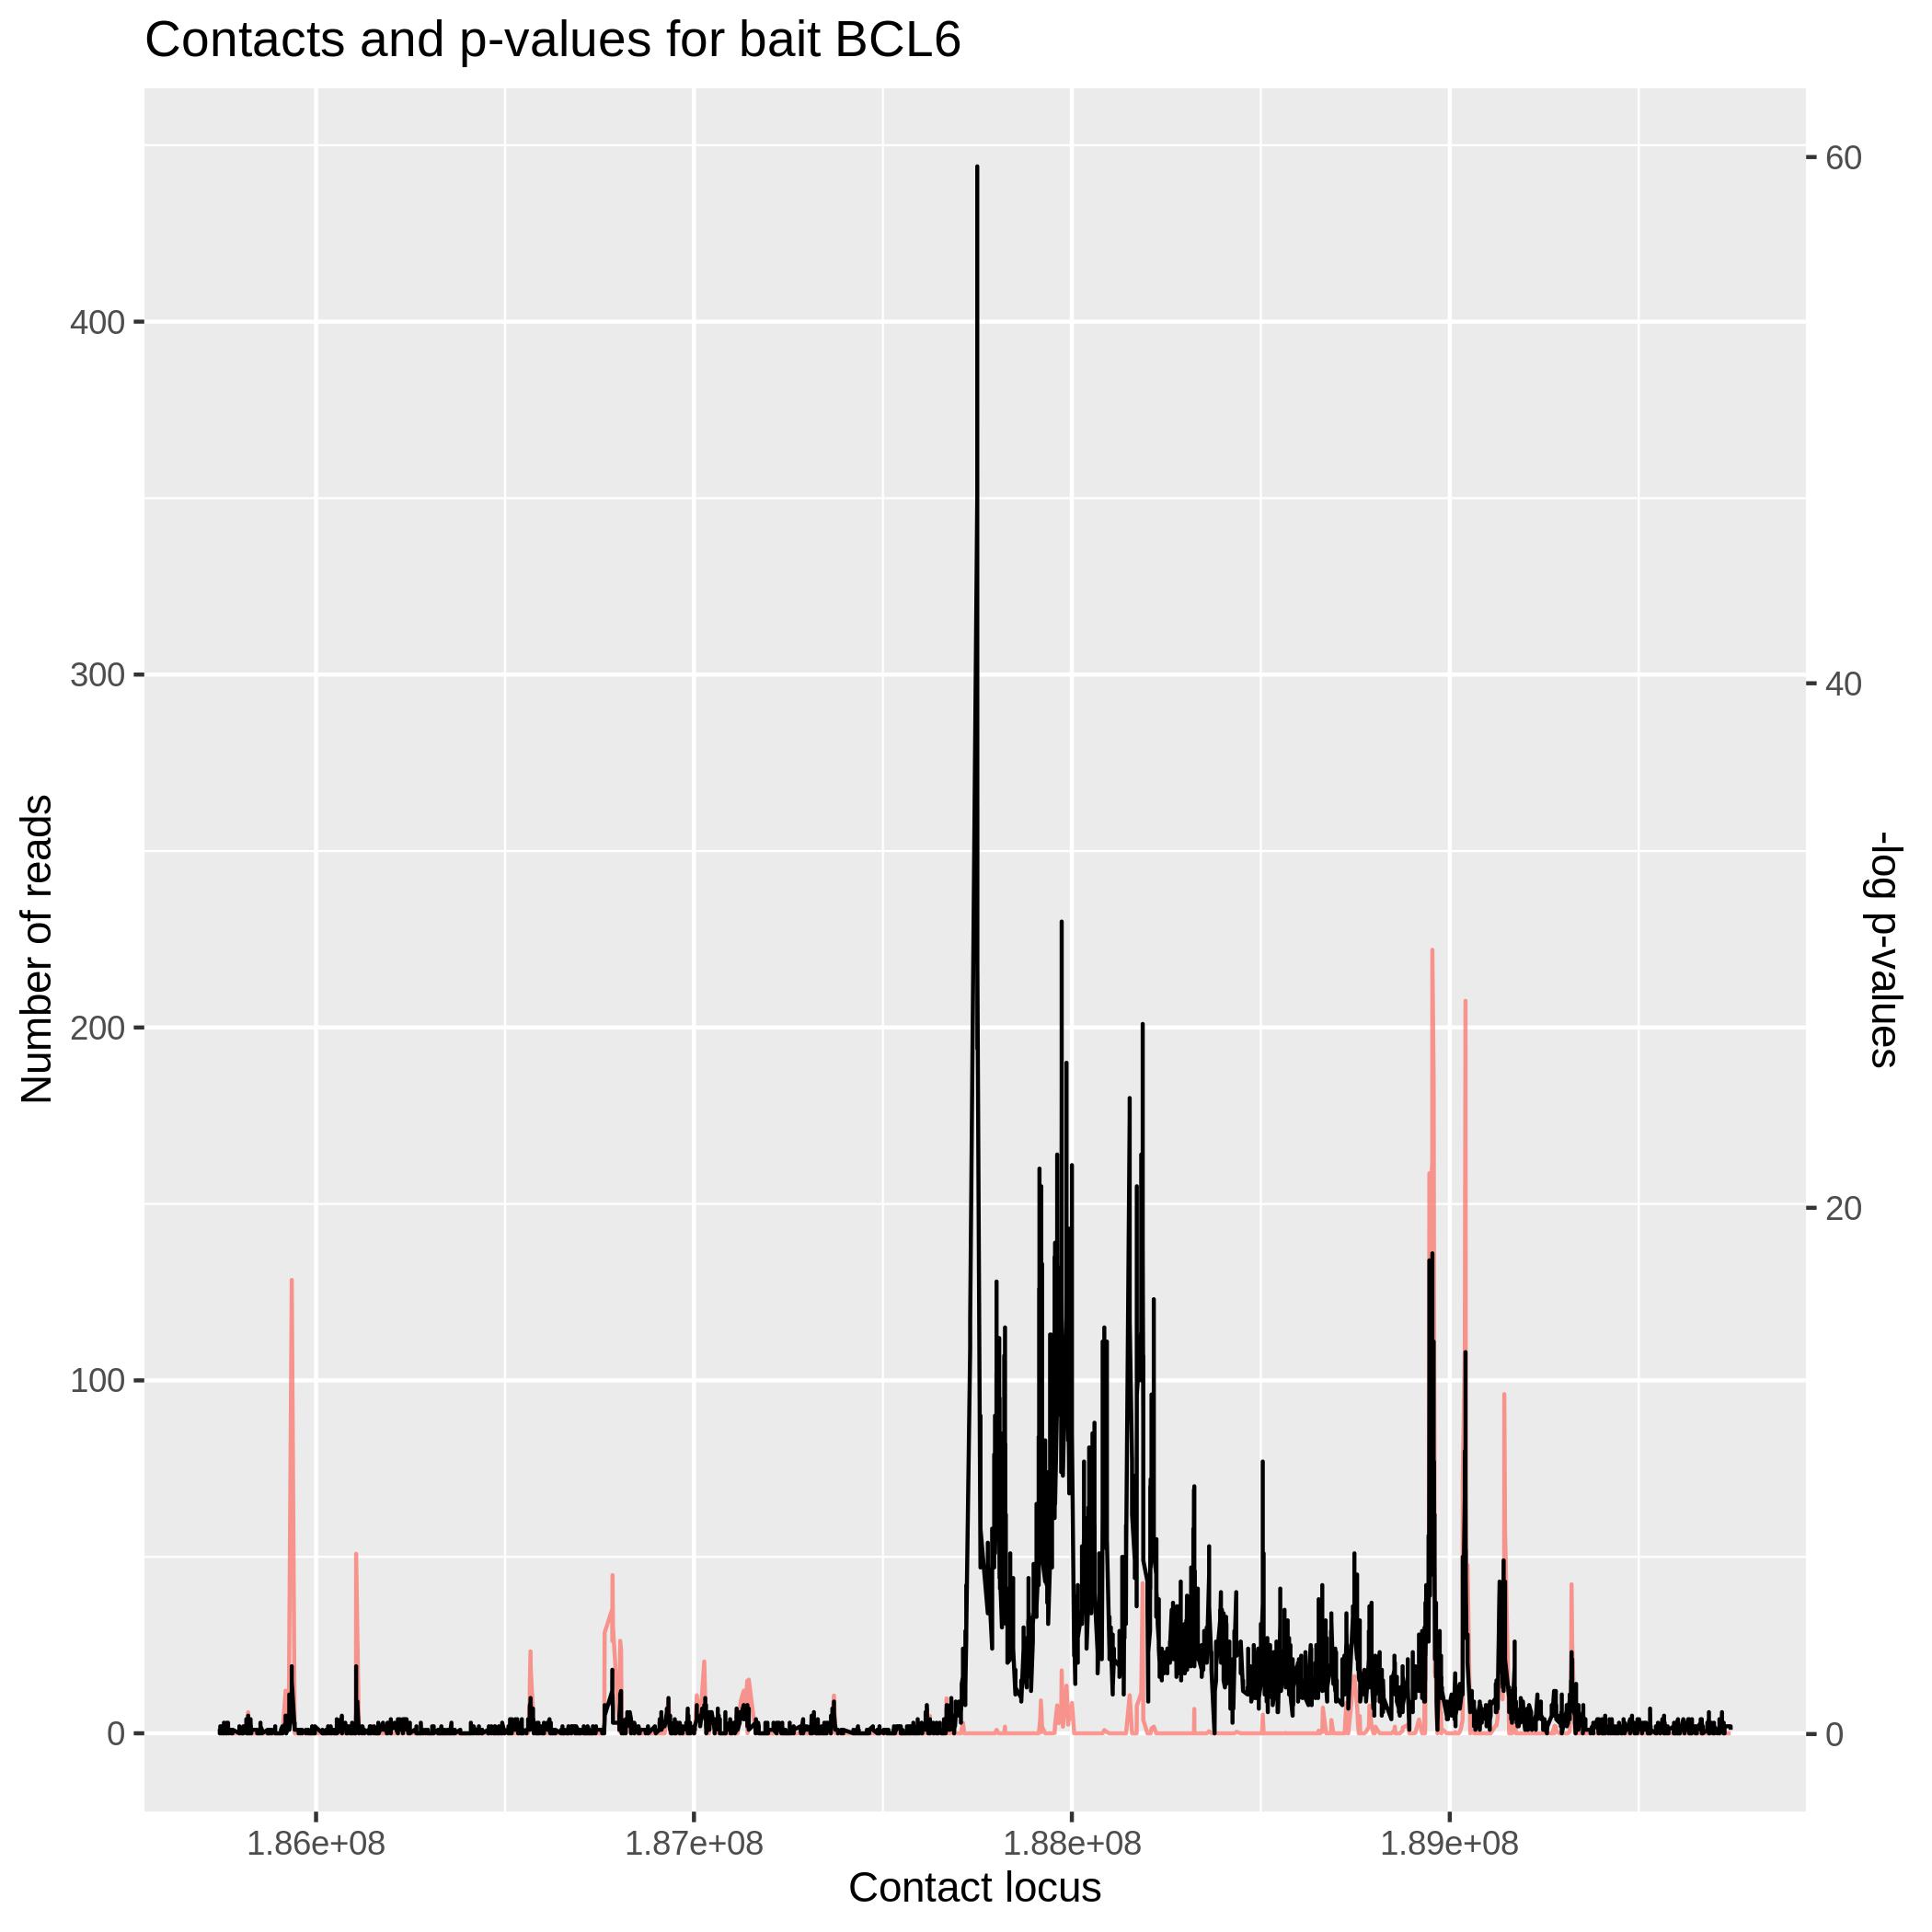 Contacts and p-values for bait BCL6
Number of reads
400
300
200
100
0
60
40
20
0
-log p-values
1.86e+08
1.87e+08
1.88e+08
1.89e+08
Contact locus